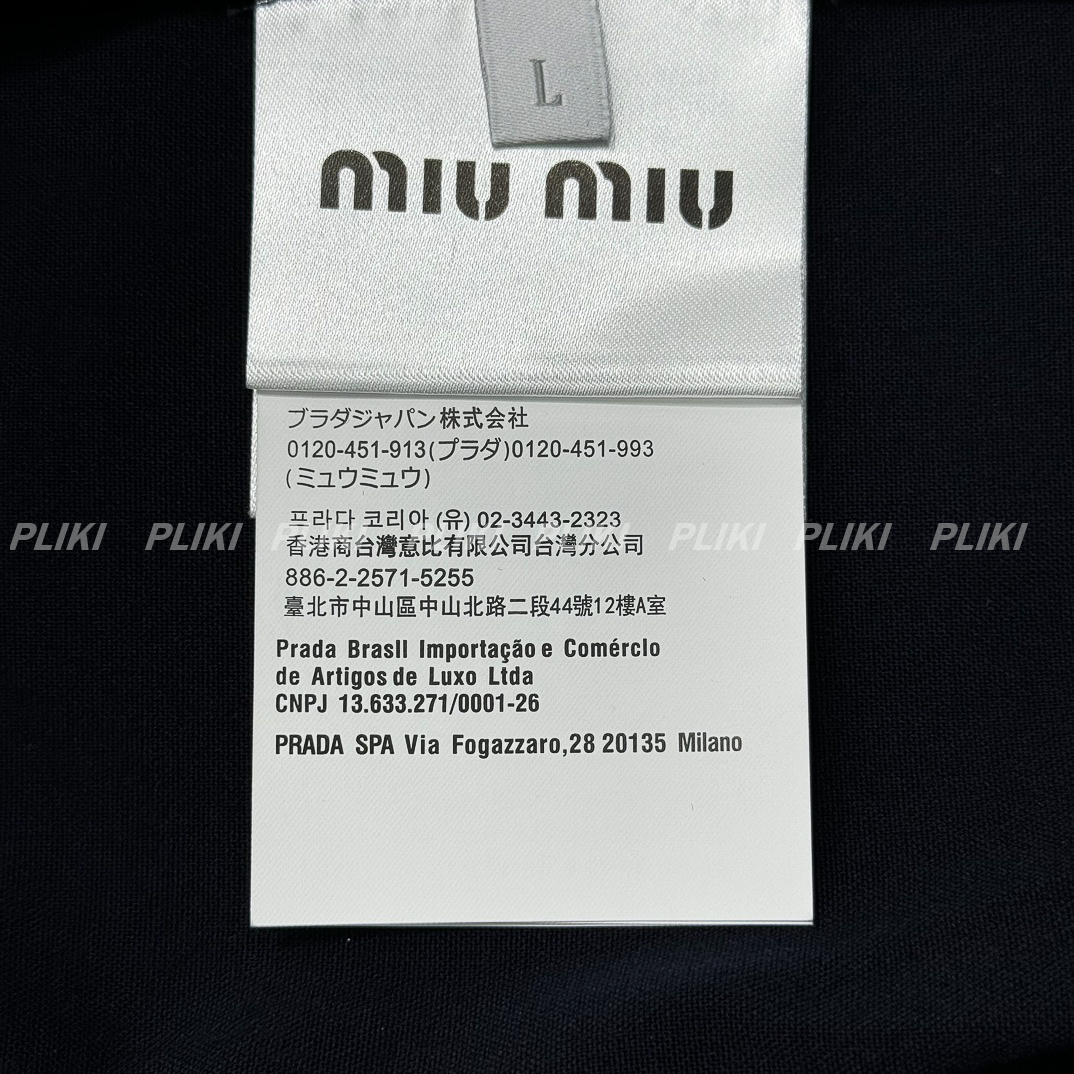 L
miu miu
ブラダジャパン株式会社
0120-451-913(プラダ)0120-451-993
(ミュウミュウ)
프라다 코리아 (유) 02-3443-2323
PLIKI PLIKI PLIKI PLIKI PLIKI PLIKI PLIKI PLIKI
香港商台灣意比有限公司台灣分公司
886-2-2571-5255
臺北市中山區中山北路二段44號12樓A室
Prada Brasll Importação e Comérclo
de Artigos de Luxo Ltda
CNPJ 13.633.271/0001-26
PRADA SPA Via Fogazzaro,28 20135 Milano